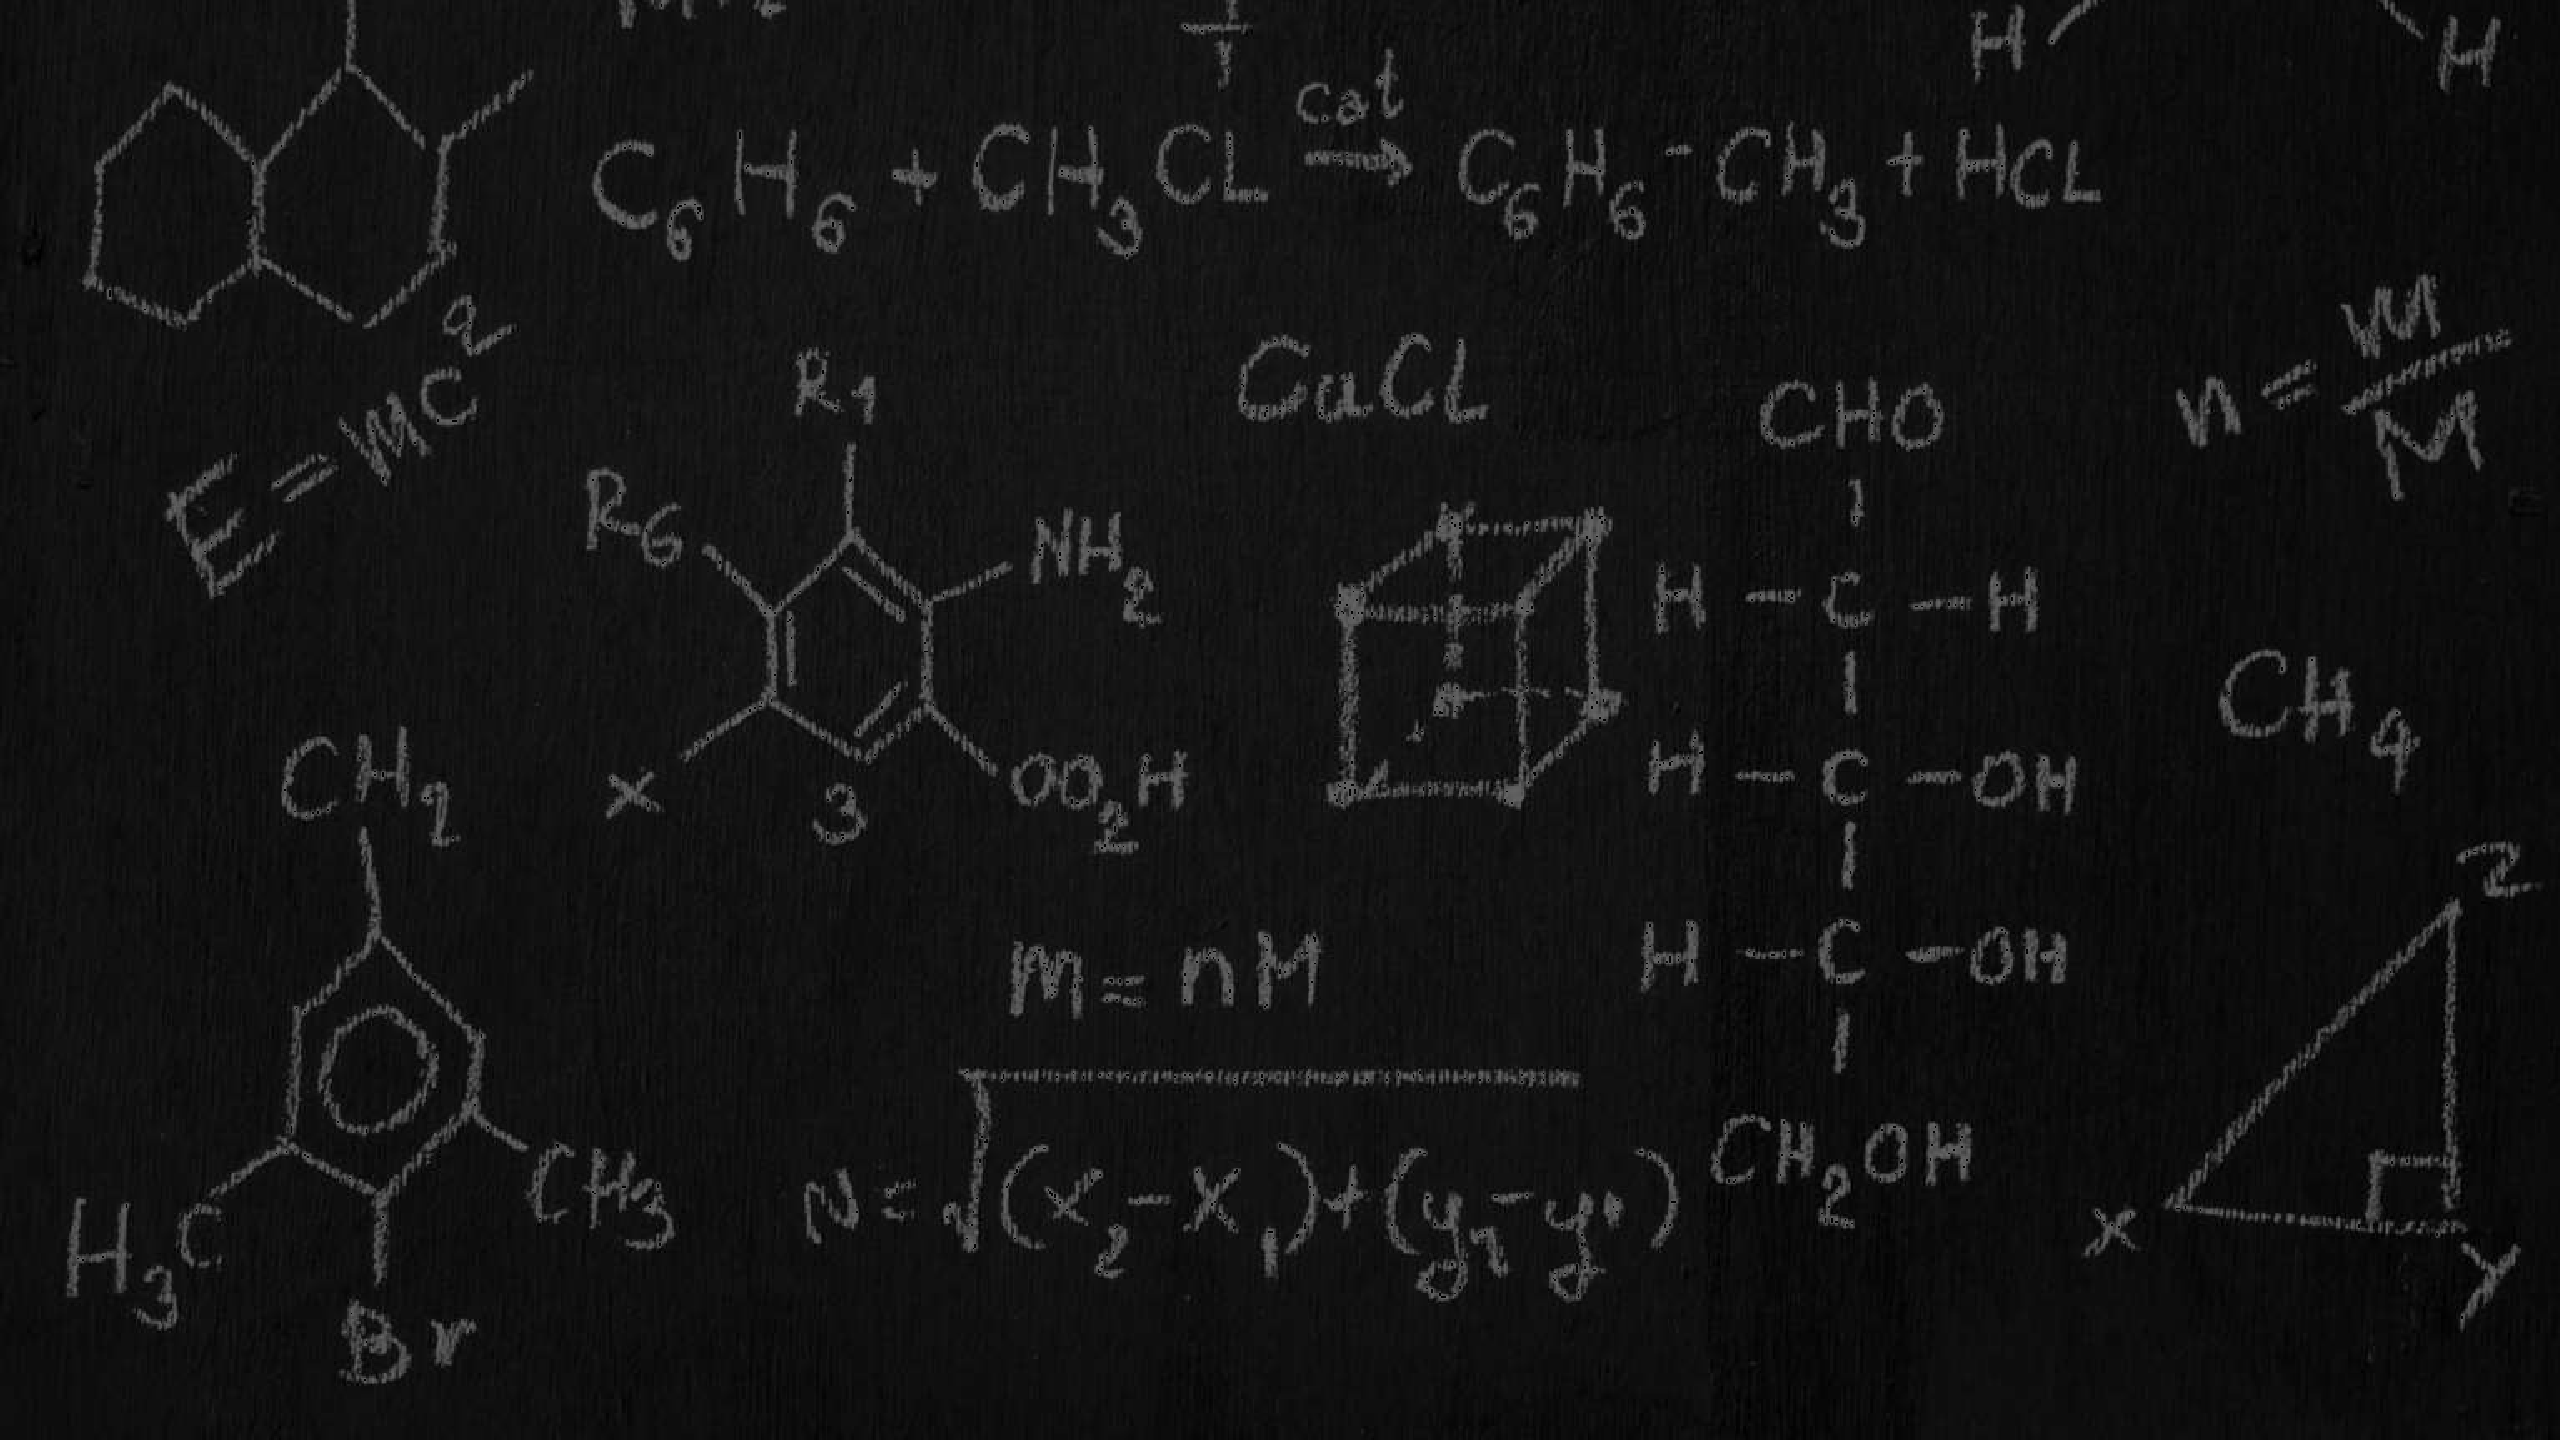 H H
cat
C6H6 + CH3CL → C6H6-CH3 + HCL
E=MC2
R1
CaCL
CHO
n = m/M
R6
NH2
H - C - H
CH4
X
3
OO2H
H - C - OH
CH2
Z
M = nM
H - C - OH
N = √(x2-x1)+(y2-y1)
CH2OH
H3C
CH3
X
Y
Br